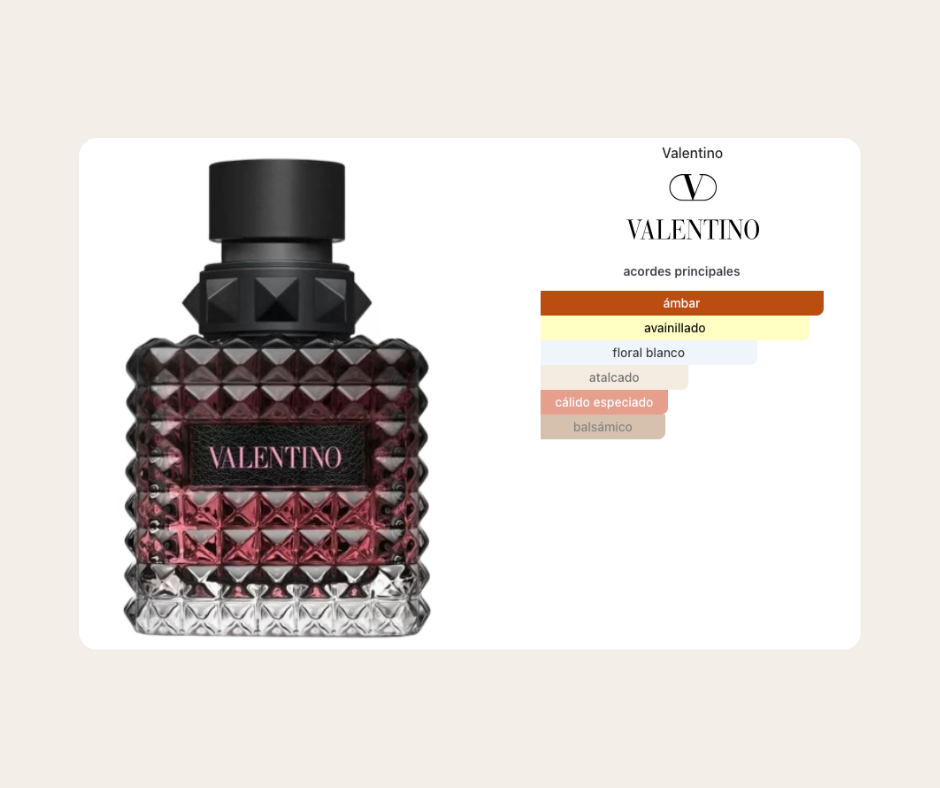 VALENTINO
Valentino
V
VALENTINO
acordes principales
ámbar
avainillado
floral blanco
atalcado
cálido especiado
balsámico